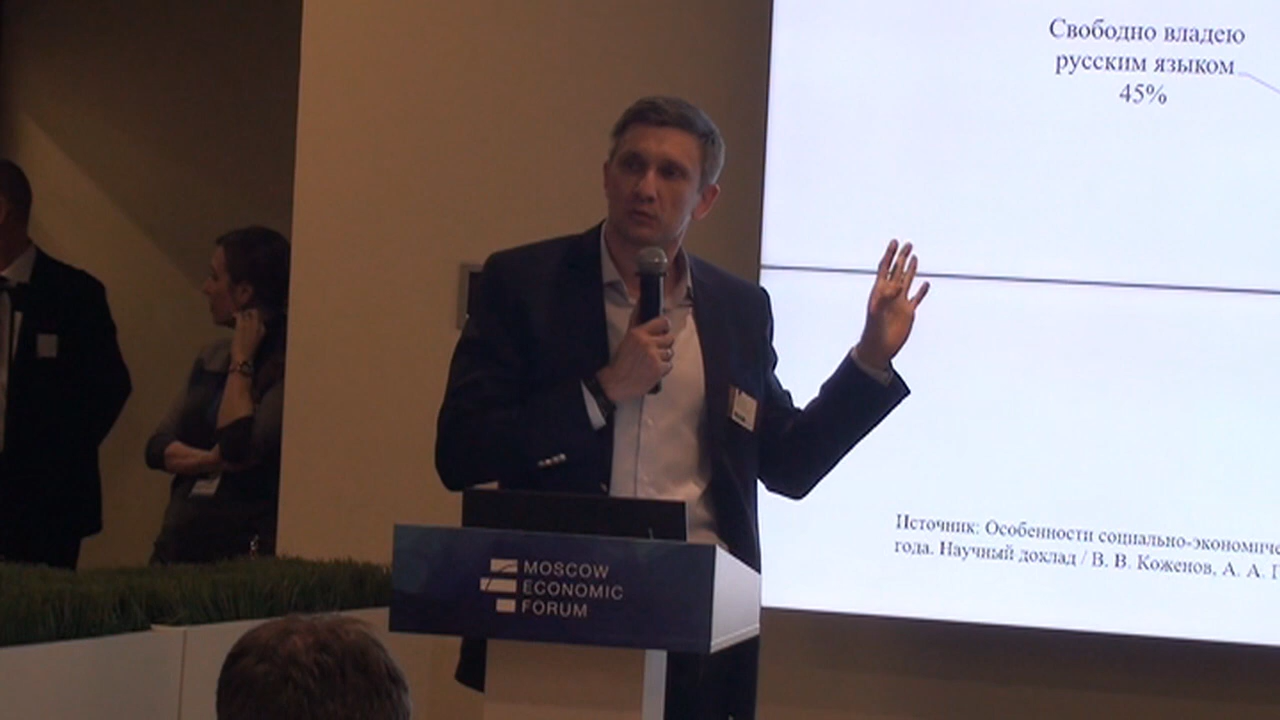 Свободно владею
русским языком
45%
Источник: Особенности социально-экономиче
года. Научный доклад / В. В. Коженов, А. А. Г
MOSCOW
ECONOMIC
FORUM